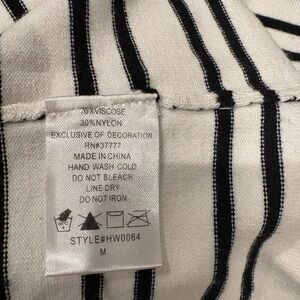 70%VISCOSE
30%NYLON
EXCLUSIVE OF DECORATION
RN#37777
MADE IN CHINA
HAND WASH COLD
DO NOT BLEACH
LINE DRY
DO NOT IRON
STYLE#HW0064
M